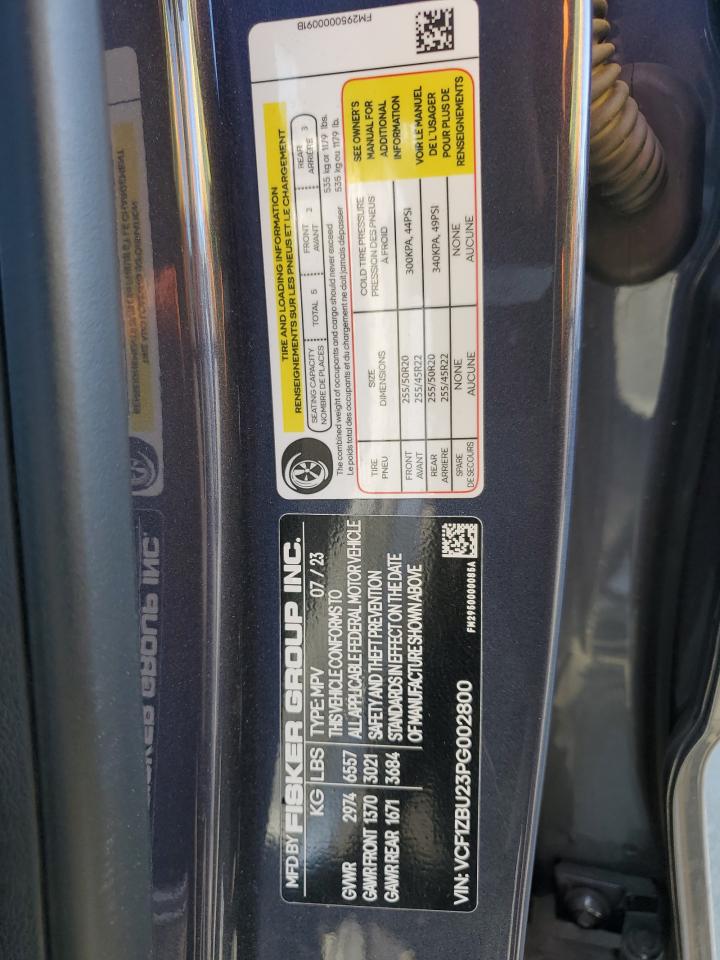 MFD BY FISKER GROUP INC.
KG LBS TYPE: MPV 07 / 23
GVWR 2974 6557
GAWR FRONT 1370 3021
GAWR REAR 1671 3684
THIS VEHICLE CONFORMS TO
ALL APPLICABLE FEDERAL MOTOR VEHICLE
SAFETY AND THEFT PREVENTION
STANDARDS IN EFFECT ON THE DATE
OF MANUFACTURE SHOWN ABOVE
FM2950000085A
VIN: VCF1ZBU23PG002800
FM29500000091B
TIRE AND LOADING INFORMATION
RENSEIGNEMENTS SUR LES PNEUS ET LE CHARGEMENT
SEATING CAPACITY
NOMBRE DE PLACES
TOTAL 5
FRONT
AVANT 2
REAR
ARRIÈRE 3
The combined weight of occupants and cargo should never exceed 535 kg or 1179 lbs.
Le poids total des occupants et du chargement ne doit jamais dépasser 535 kg ou 1179 lb.
TIRE
PNEU
SIZE
DIMENSIONS
COLD TIRE PRESSURE
PRESSION DES PNEUS
À FROID
FRONT
AVANT
255/50R20
255/45R22
300KPA, 44PSI
REAR
ARRIERE
255/50R20
255/45R22
340KPA, 49PSI
SPARE
DE SECOURS
NONE
AUCUNE
NONE
AUCUNE
SEE OWNER'S
MANUAL FOR
ADDITIONAL
INFORMATION
VOIR LE MANUEL
DE L'USAGER
POUR PLUS DE
RENSEIGNEMENTS